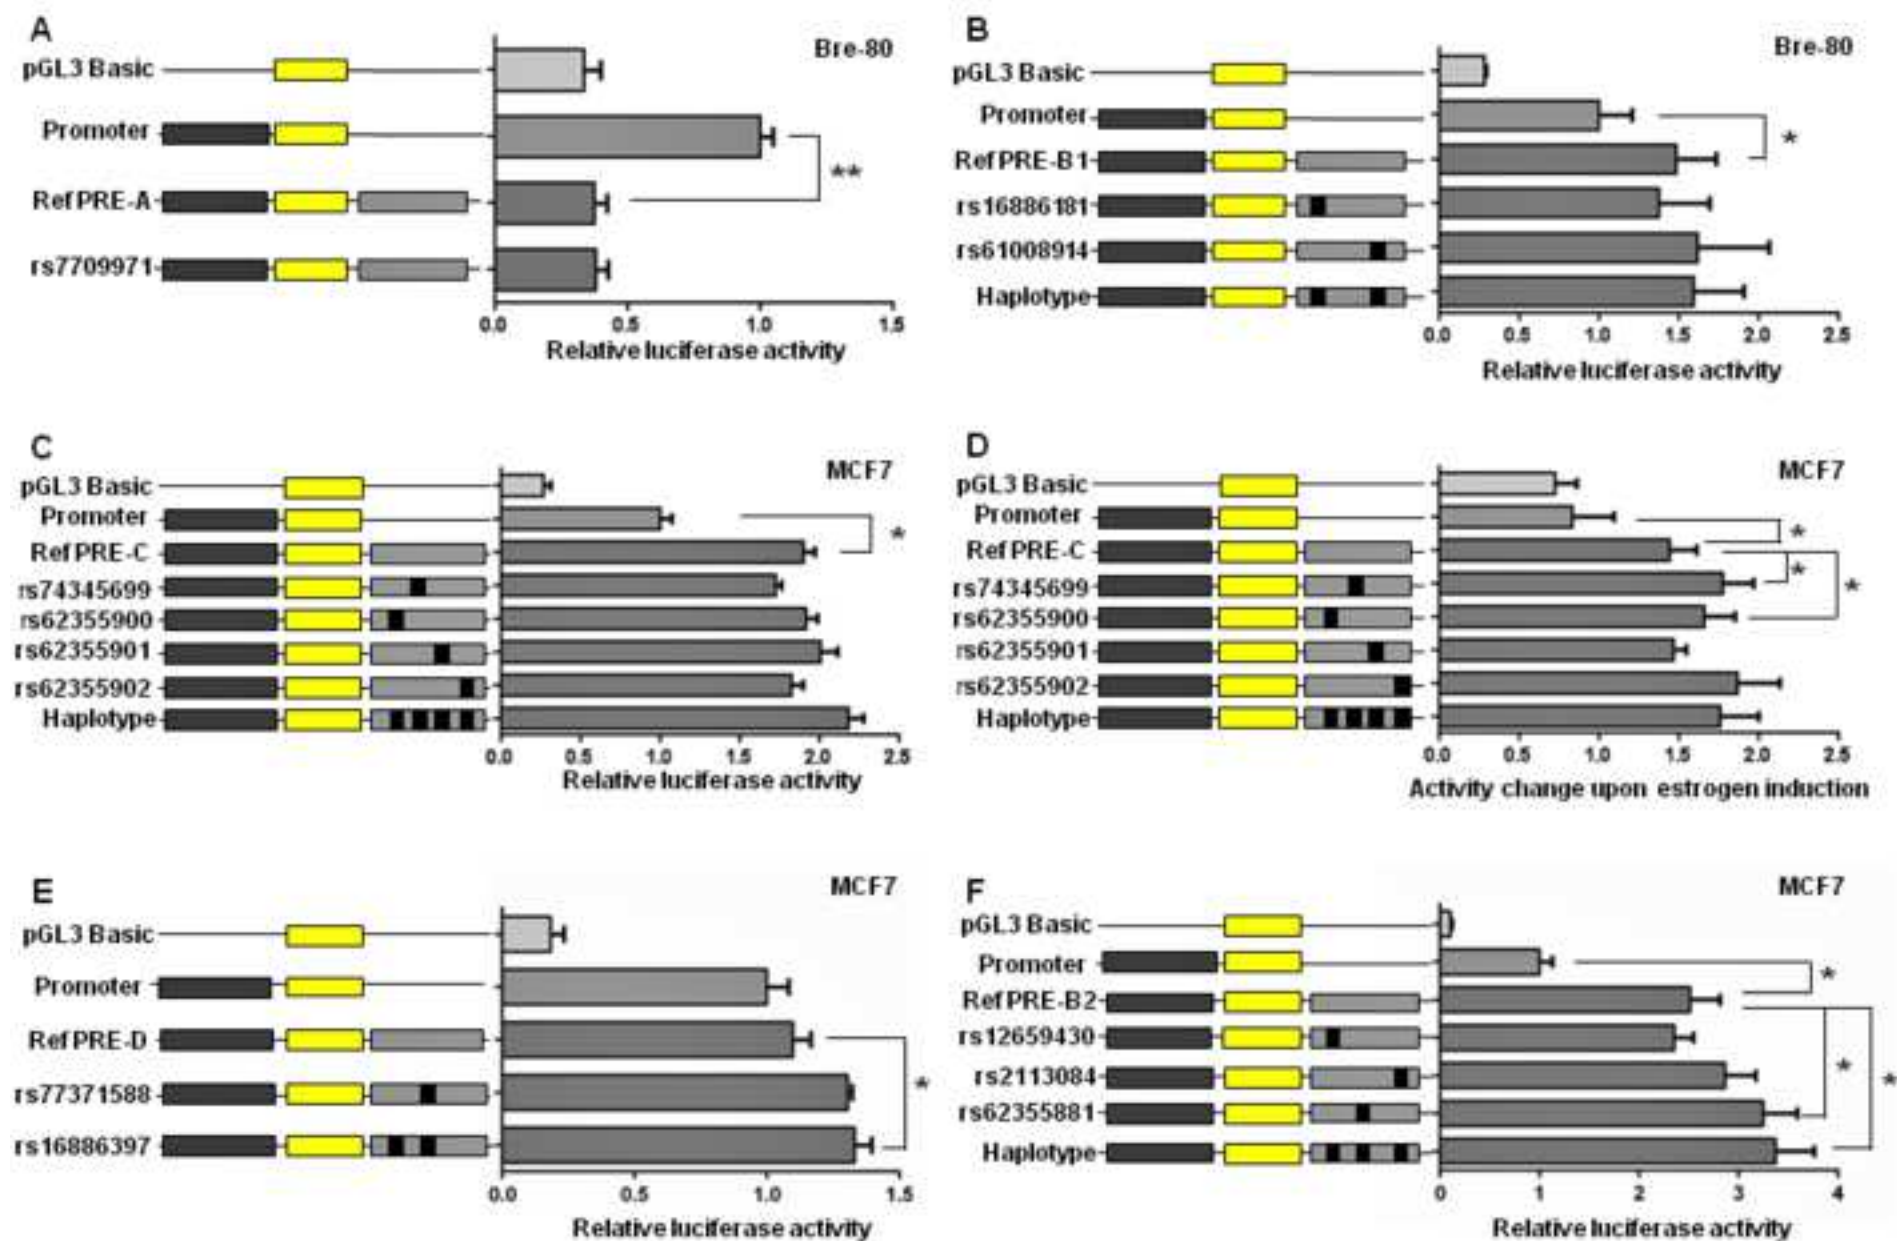 A
Bre-80
pGL3 Basic
Promoter
Ref PRE-A
**
rs7709971
0.0 0.5 1.0 1.5
Relative luciferase activity
B
Bre-80
pGL3 Basic
Promoter
Ref PRE-B1
*
rs16886181
rs61008914
Haplotype
0.0 0.5 1.0 1.5 2.0 2.5
Relative luciferase activity
C
MCF7
pGL3 Basic
Promoter
Ref PRE-C
*
rs74345699
rs62355900
rs62355901
rs62355902
Haplotype
0.0 0.5 1.0 1.5 2.0 2.5
Relative luciferase activity
D
MCF7
pGL3 Basic
Promoter
*
Ref PRE-C
rs74345699
* *
rs62355900
rs62355901
rs62355902
Haplotype
0.0 0.5 1.0 1.5 2.0 2.5
Activity change upon estrogen induction
E
MCF7
pGL3 Basic
Promoter
Ref PRE-D
rs77371588
*
rs16886397
0.0 0.5 1.0 1.5
Relative luciferase activity
F
MCF7
pGL3 Basic
Promoter
*
Ref PRE-B2
rs12659430
rs2113084
* *
rs62355881
Haplotype
0 1 2 3 4
Relative luciferase activity